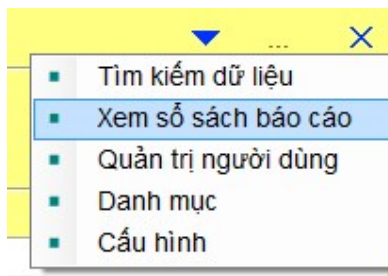 ...
Tìm kiếm dữ liệu
Xem sổ sách báo cáo
Quản trị người dùng
Danh mục
Cấu hình